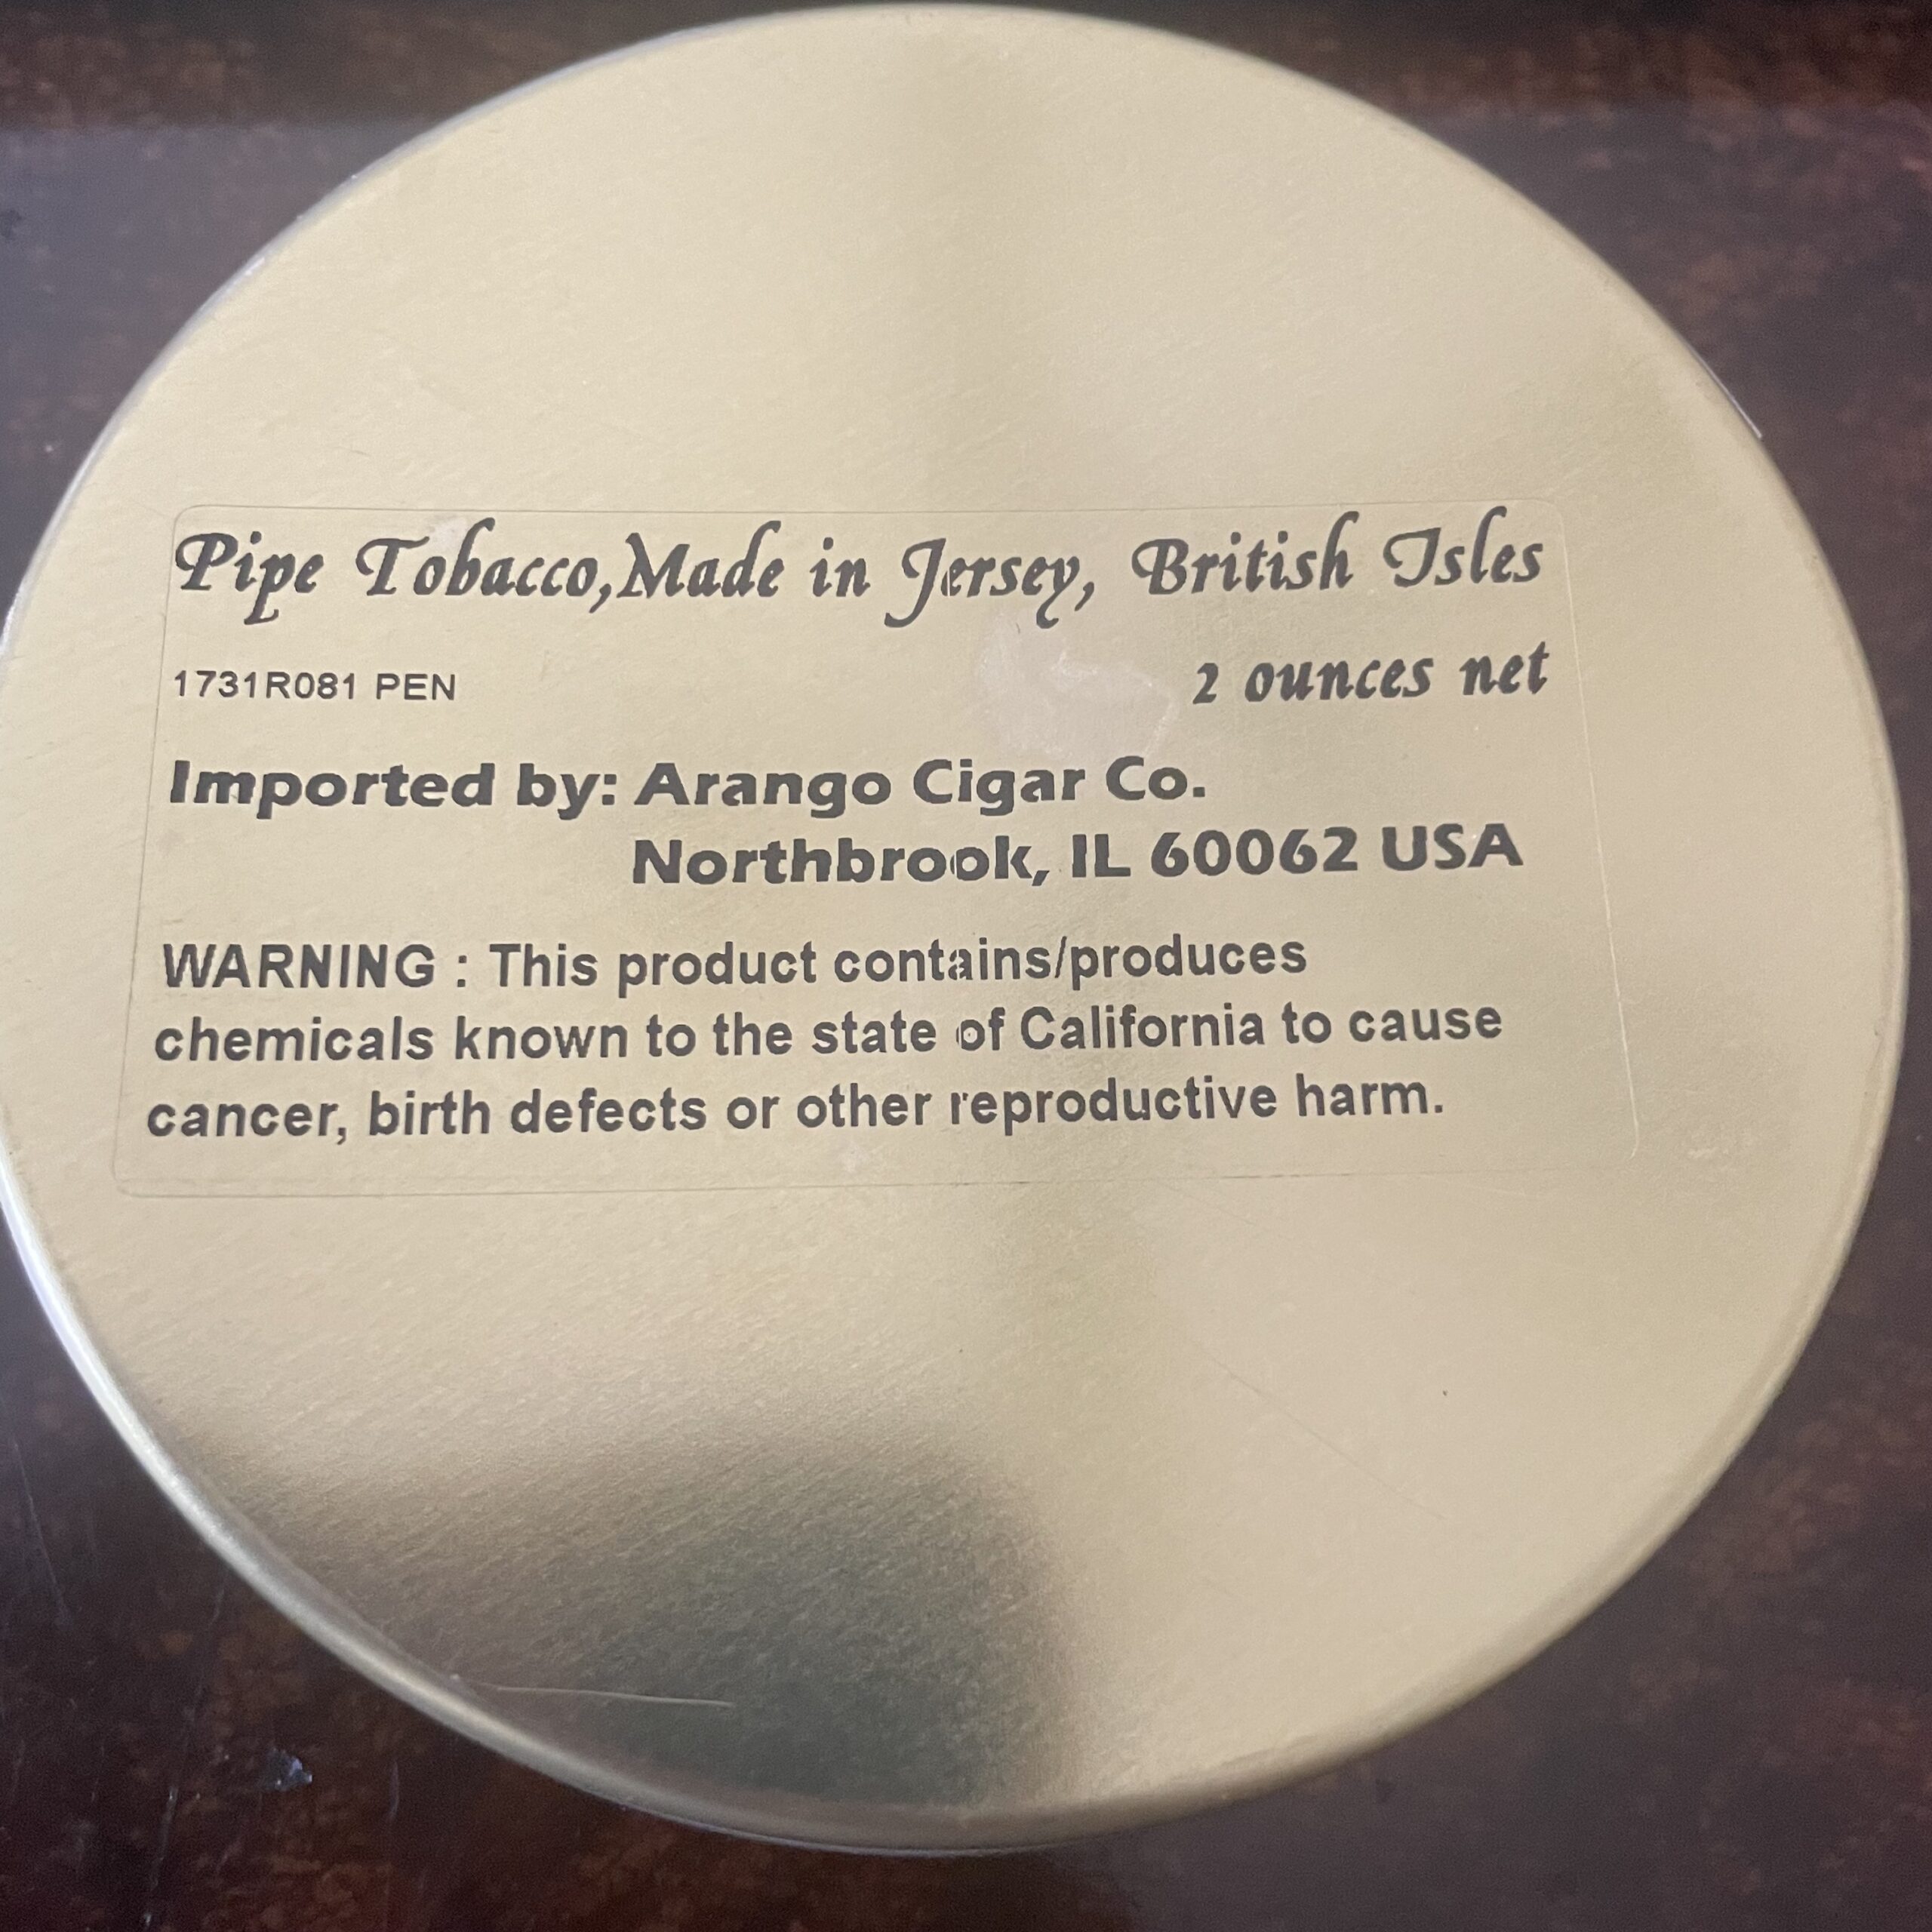 Pipe Tobacco,Made in Jersey, British Isles
1731R081 PEN 2 ounces net
Imported by: Arango Cigar Co.
Northbrook, IL 60062 USA
WARNING : This product contains/produces
chemicals known to the state of California to cause
cancer, birth defects or other reproductive harm.